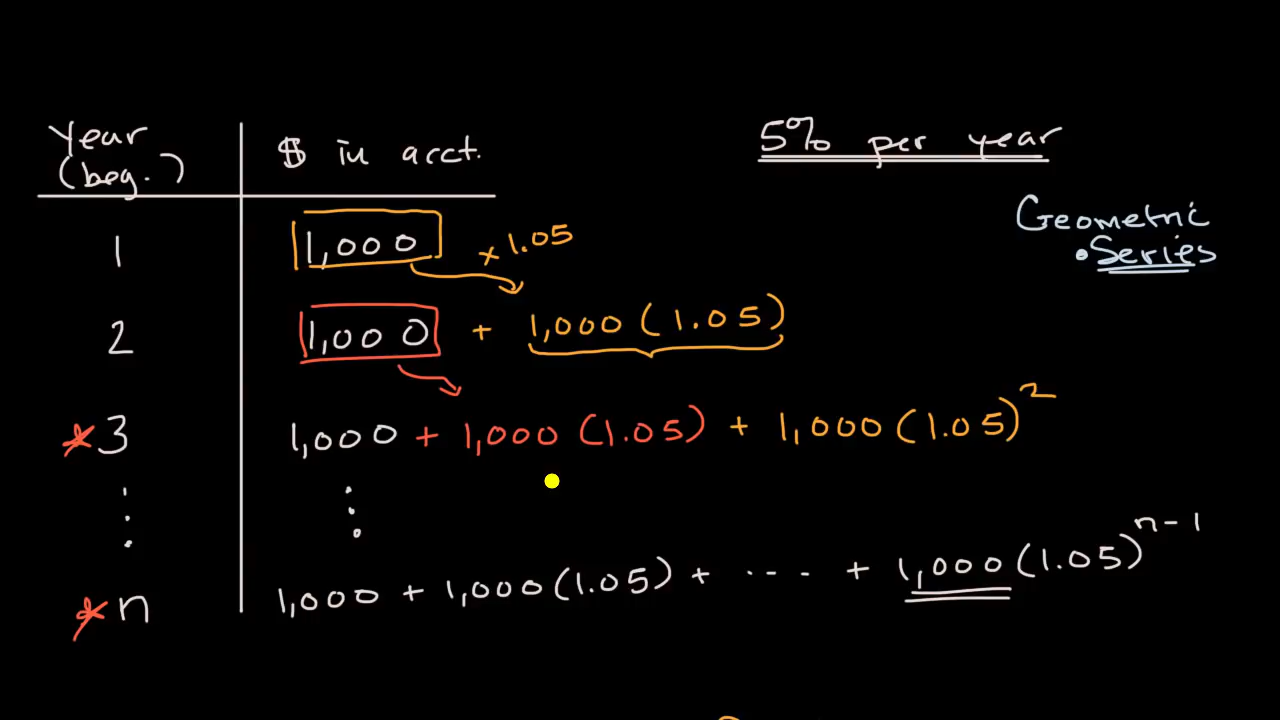 Year $ in acct. 5% per year
(beg.)
Geometric
• Series
1 1,000 × 1.05
2 1,000 + 1,000 (1.05)
*3 1,000 + 1,000 (1.05) + 1,000 (1.05)²
⋮ ⋮
*n 1,000 + 1,000 (1.05) + ... + 1,000 (1.05)ⁿ⁻¹